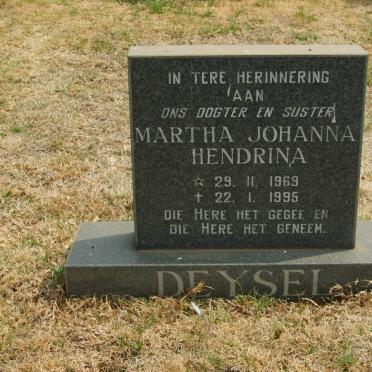 IN TERE HERINNERING
AAN
ONS DOGTER EN SUSTER
MARTHA JOHANNA
HENDRINA
☆ 29. 11. 1969
✝ 22. 1. 1995
DIE HERE HET GEGEE EN
DIE HERE HET GENEEM.
DEYSEL